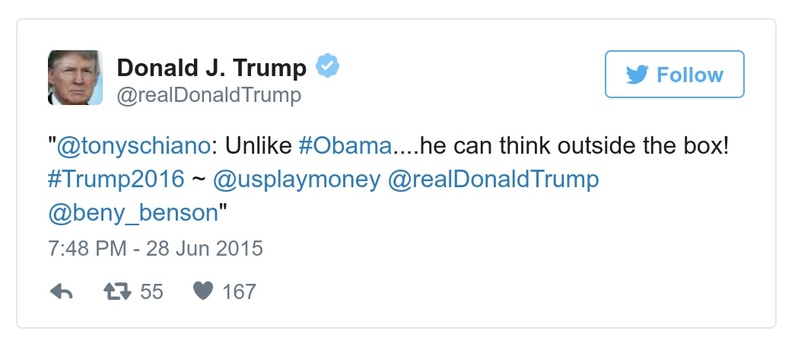 Donald J. Trump
@realDonaldTrump
Follow
"@tonyschiano: Unlike #Obama....he can think outside the box!
#Trump2016 ~ @usplaymoney @realDonaldTrump
@beny_benson"
7:48 PM - 28 Jun 2015
55 167